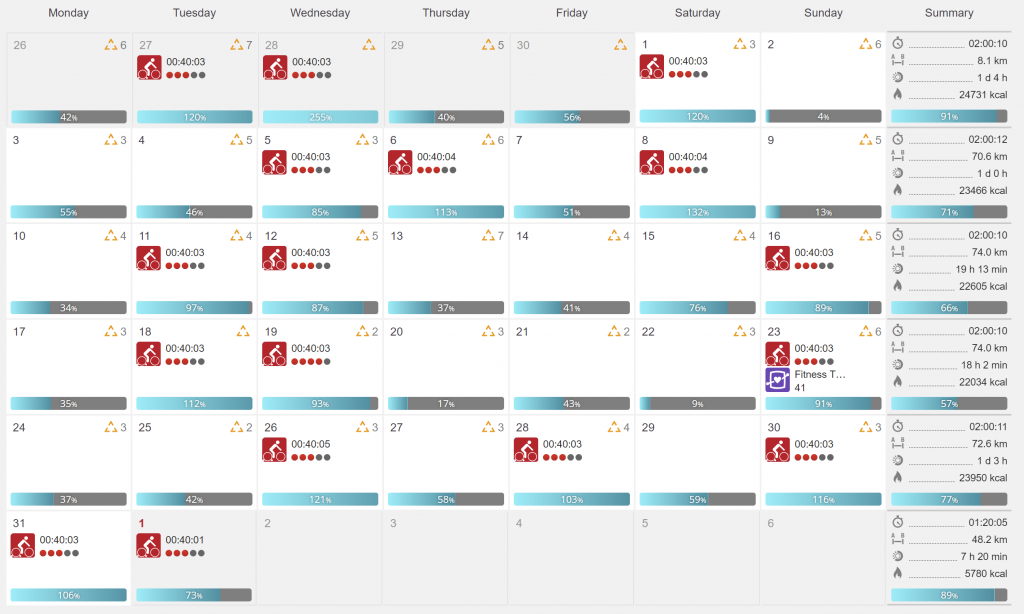 Monday Tuesday Wednesday Thursday Friday Saturday Sunday Summary
26 6 27 7 28 29 5 30 1 3 2 6 02:00:10
00:40:03 00:40:03 00:40:03 A B 8.1 km
1 d 4 h
24731 kcal
42% 120% 255% 40% 56% 120% 4% 91%
3 3 4 5 5 3 6 6 7 8 9 5 02:00:12
00:40:03 00:40:04 00:40:04 A B 70.6 km
1 d 0 h
23466 kcal
55% 46% 85% 113% 51% 132% 13% 71%
10 4 11 4 12 5 13 7 14 4 15 4 16 5 02:00:10
00:40:03 00:40:03 00:40:03 A B 74.0 km
19 h 13 min
22605 kcal
34% 97% 87% 37% 41% 76% 89% 66%
17 3 18 19 2 20 3 21 2 22 3 23 6 02:00:10
00:40:03 00:40:03 00:40:03 A B 74.0 km
18 h 2 min
Fitness T...
22034 kcal
41
35% 112% 93% 17% 43% 9% 91% 57%
24 3 25 2 26 3 27 3 28 4 29 30 3 02:00:11
00:40:05 00:40:03 00:40:03 A B 72.6 km
1 d 3 h
23950 kcal
37% 42% 121% 58% 103% 59% 116% 77%
31 1 2 3 4 5 6 01:20:05
00:40:03 00:40:01 A B 48.2 km
7 h 20 min
5780 kcal
106% 73% 89%